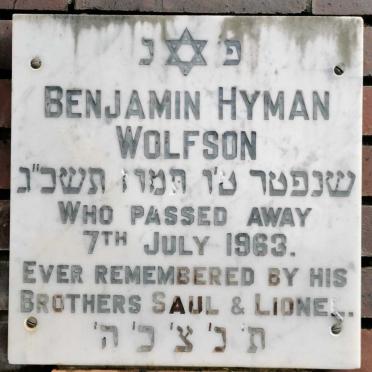 פ ✡ נ
BENJAMIN HYMAN
WOLFSON
שנפטר ט"ו תמוז תשכ"ג
WHO PASSED AWAY
7TH JULY 1963.
EVER REMEMBERED BY HIS
BROTHERS SAUL & LIONEL.
ת' נ' צ' ב' ה'